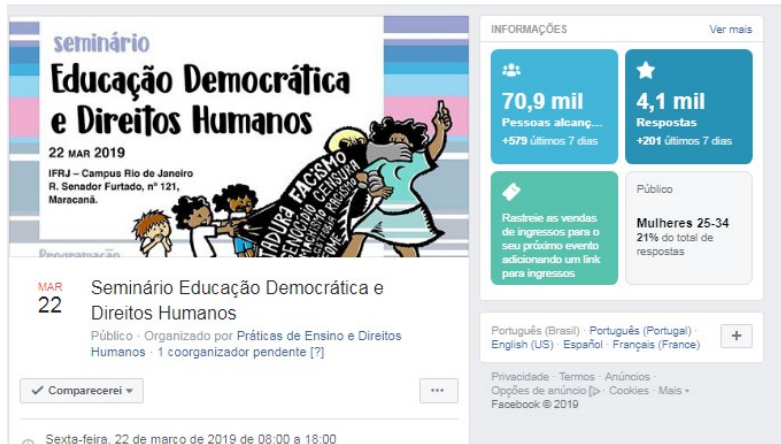 seminário
Educação Democrática
e Direitos Humanos
22 MAR 2019
IFRJ – Campus Rio de Janeiro
R. Senador Furtado, nº 121,
Maracanã.
FACISMO
CENSURA
GENOCÍDIO
RACISMO
Programação
MAR
22
Seminário Educação Democrática e
Direitos Humanos
Público · Organizado por Práticas de Ensino e Direitos
Humanos · 1 coorganizador pendente [?]
Comparecerei
Sexta-feira, 22 de março de 2019 de 08:00 a 18:00
INFORMAÇÕES
Ver mais
70,9 mil
Pessoas alcanç...
+579 últimos 7 dias
4,1 mil
Respostas
+201 últimos 7 dias
Rastreie as vendas
de ingressos para o
seu próximo evento
adicionando um link
para ingressos
Público
Mulheres 25-34
21% do total de
respostas
Português (Brasil) · Português (Portugal) ·
English (US) · Español · Français (France)
+
Privacidade · Termos · Anúncios ·
Opções de anúncio · Cookies · Mais
Facebook © 2019